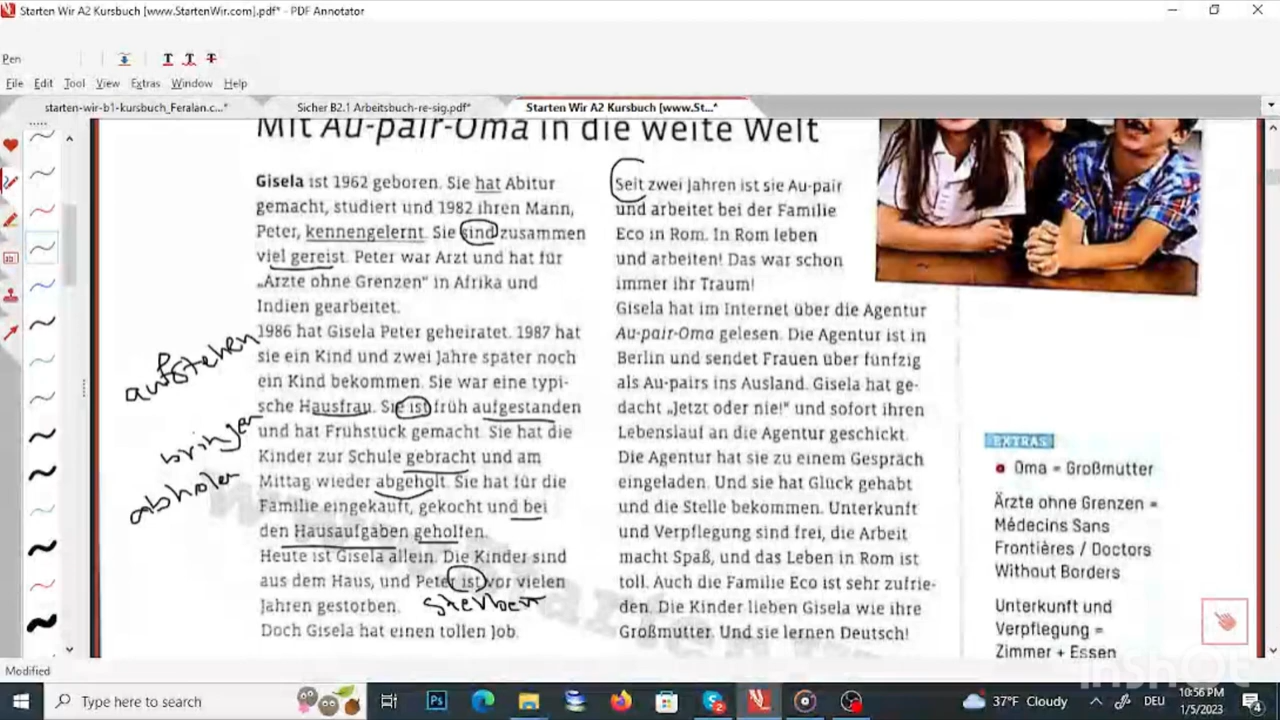 Starten Wir A2 Kursbuch [www.StartenWir.com].pdf* - PDF Annotator
Pen
File Edit Tool View Extras Window Help
starten-wir-b1-kursbuch_Feralan.c...*
Sicher B2.1 Arbeitsbuch-re-sig.pdf*
Starten Wir A2 Kursbuch [www.St...*
Mit Au-pair-Oma in die weite Welt
Gisela ist 1962 geboren. Sie hat Abitur
gemacht, studiert und 1982 ihren Mann,
Peter, kennengelernt. Sie sind zusammen
viel gereist. Peter war Arzt und hat für
„Ärzte ohne Grenzen“ in Afrika und
Indien gearbeitet.
1986 hat Gisela Peter geheiratet. 1987 hat
sie ein Kind und zwei Jahre später noch
ein Kind bekommen. Sie war eine typi-
sche Hausfrau. Sie ist früh aufgestanden
und hat Frühstück gemacht. Sie hat die
Kinder zur Schule gebracht und am
Mittag wieder abgeholt. Sie hat für die
Familie eingekauft, gekocht und bei
den Hausaufgaben geholfen.
Heute ist Gisela allein. Die Kinder sind
aus dem Haus, und Peter ist vor vielen
Jahren gestorben.
Doch Gisela hat einen tollen Job.
aufstehen
bringen
abholen
sterben
Seit zwei Jahren ist sie Au-pair
und arbeitet bei der Familie
Eco in Rom. In Rom leben
und arbeiten! Das war schon
immer ihr Traum!
Gisela hat im Internet über die Agentur
Au-pair-Oma gelesen. Die Agentur ist in
Berlin und sendet Frauen über fünfzig
als Au-pairs ins Ausland. Gisela hat ge-
dacht „Jetzt oder nie!“ und sofort ihren
Lebenslauf an die Agentur geschickt.
Die Agentur hat sie zu einem Gespräch
eingeladen. Und sie hat Glück gehabt
und die Stelle bekommen. Unterkunft
und Verpflegung sind frei, die Arbeit
macht Spaß, und das Leben in Rom ist
toll. Auch die Familie Eco ist sehr zufrie-
den. Die Kinder lieben Gisela wie ihre
Großmutter. Und sie lernen Deutsch!
EXTRAS
Oma = Großmutter
Ärzte ohne Grenzen =
Médecins Sans
Frontières / Doctors
Without Borders
Unterkunft und
Verpflegung =
Zimmer + Essen
InShOt
Modified
Type here to search
37°F Cloudy
DEU
10:56 PM
1/5/2023